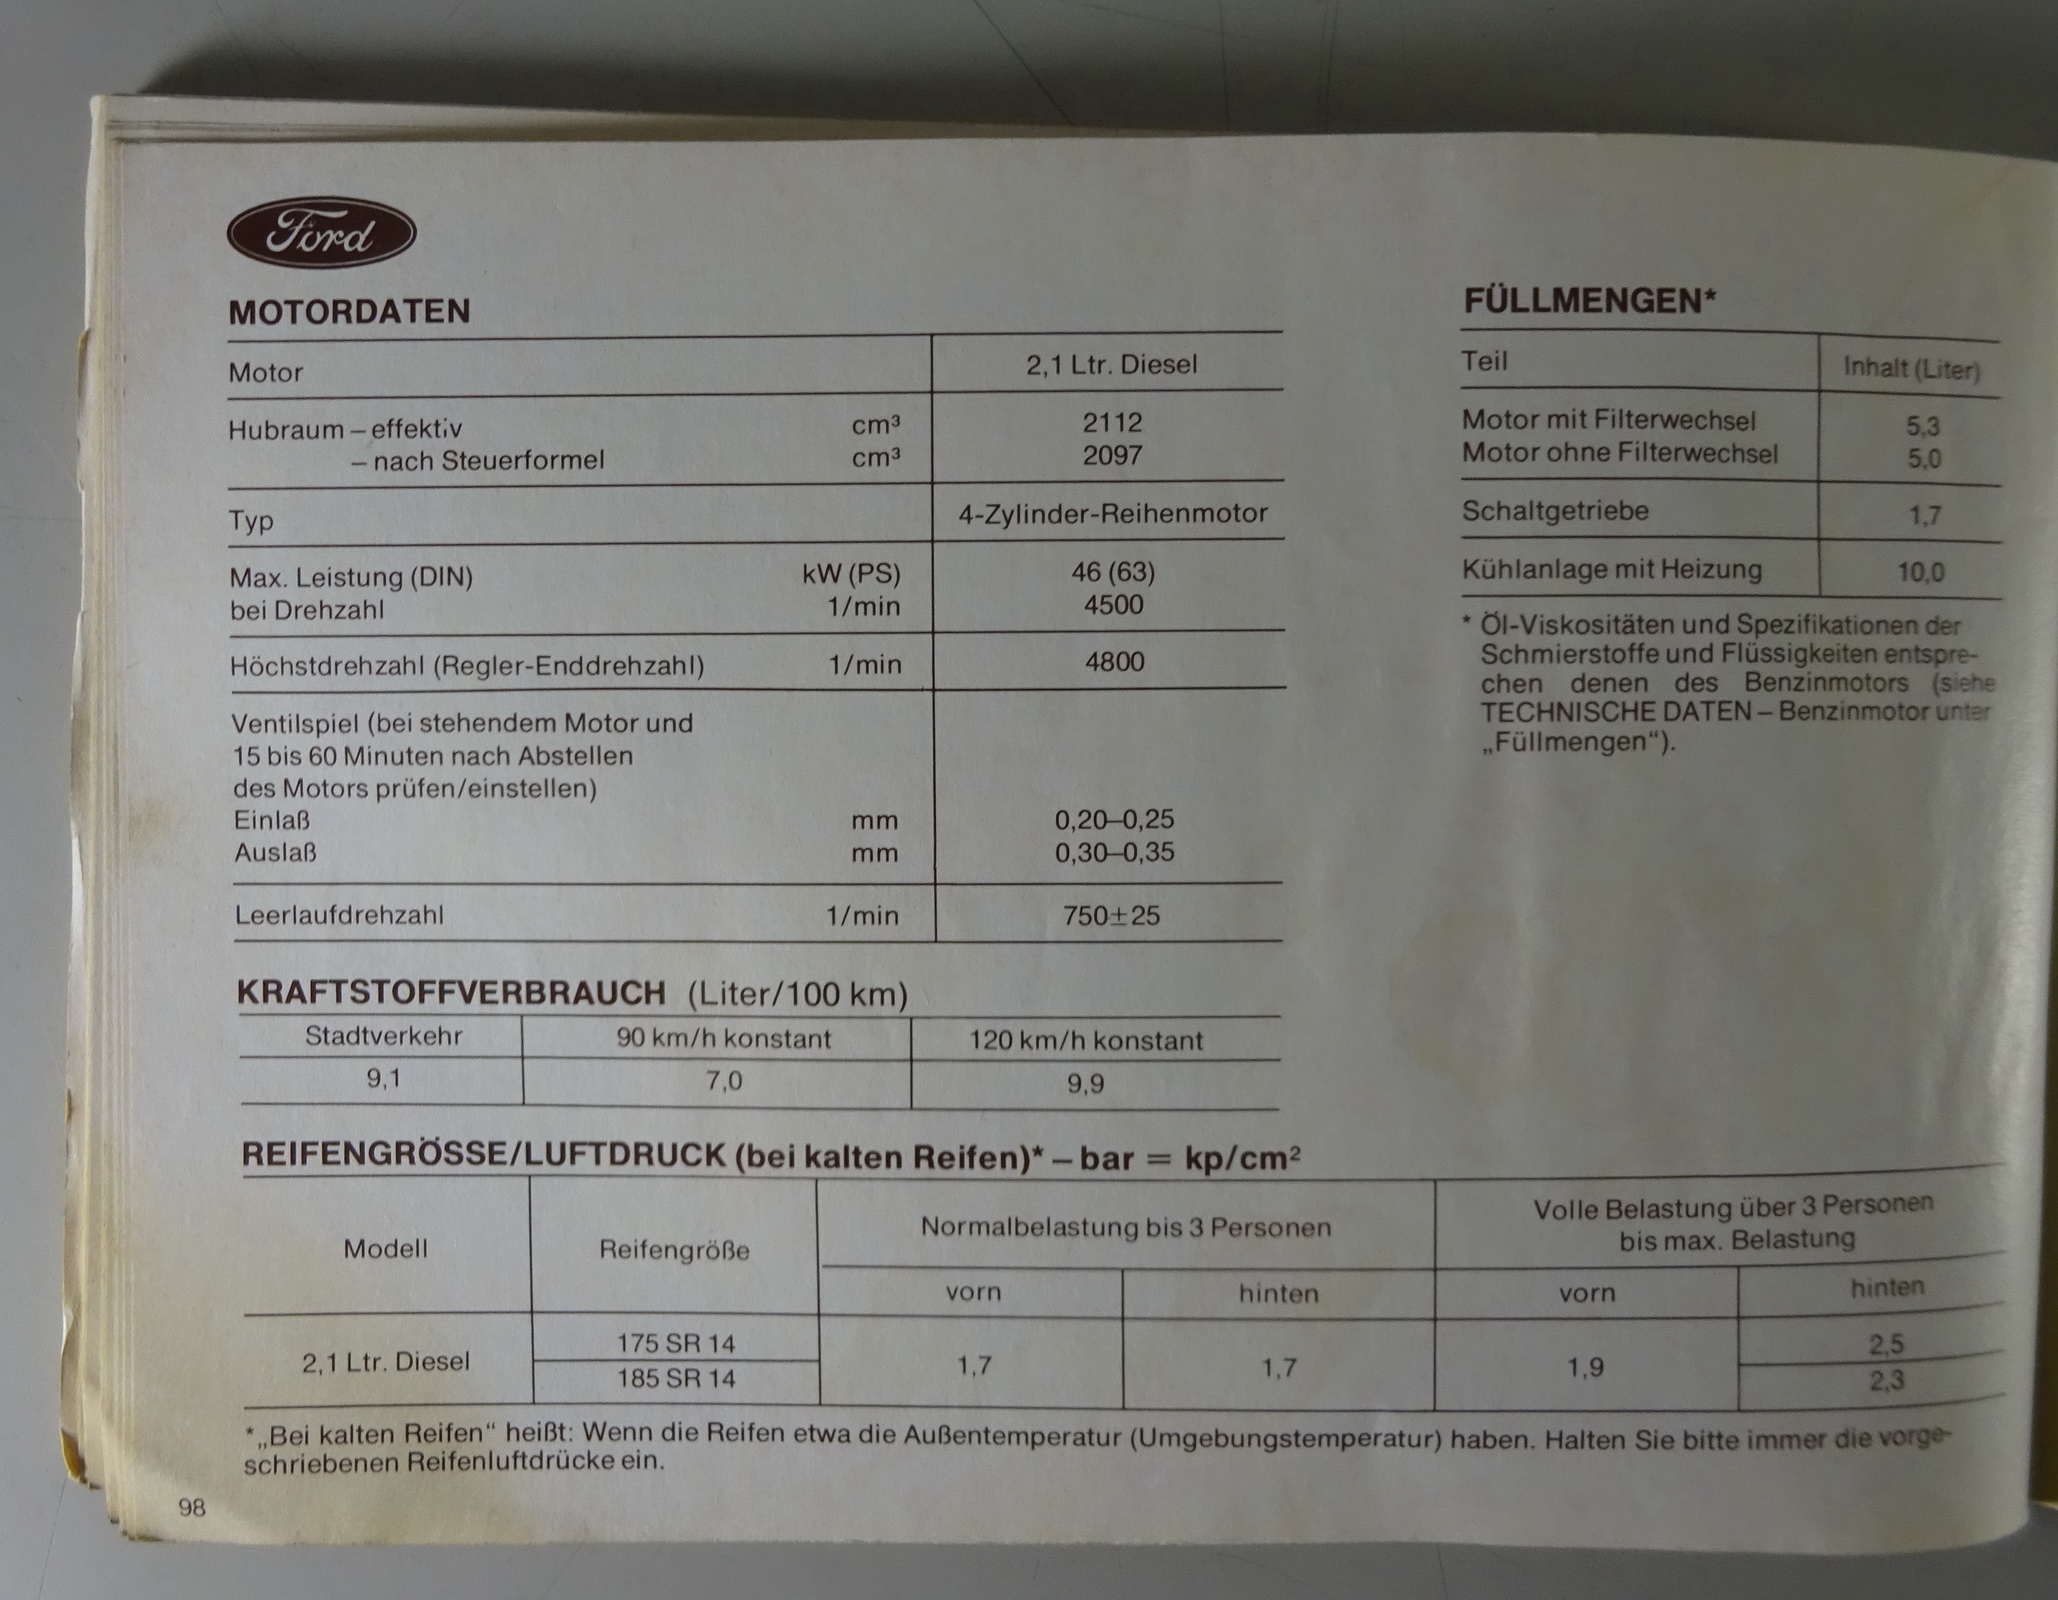 Ford
MOTORDATEN
Motor 2,1 Ltr. Diesel
Hubraum – effektiv cm³ 2112
– nach Steuerformel cm³ 2097
Typ 4-Zylinder-Reihenmotor
Max. Leistung (DIN) kW (PS) 46 (63)
bei Drehzahl 1/min 4500
Höchstdrehzahl (Regler-Enddrehzahl) 1/min 4800
Ventilspiel (bei stehendem Motor und
15 bis 60 Minuten nach Abstellen
des Motors prüfen/einstellen)
Einlaß mm 0,20–0,25
Auslaß mm 0,30–0,35
Leerlaufdrehzahl 1/min 750±25
FÜLLMENGEN*
Teil Inhalt (Liter)
Motor mit Filterwechsel 5,3
Motor ohne Filterwechsel 5,0
Schaltgetriebe 1,7
Kühlanlage mit Heizung 10,0
* Öl-Viskositäten und Spezifikationen der
Schmierstoffe und Flüssigkeiten entspre-
chen denen des Benzinmotors (siehe
TECHNISCHE DATEN – Benzinmotor unter
„Füllmengen“).
KRAFTSTOFFVERBRAUCH (Liter/100 km)
Stadtverkehr 90 km/h konstant 120 km/h konstant
9,1 7,0 9,9
REIFENGRÖSSE/LUFTDRUCK (bei kalten Reifen)* – bar = kp/cm²
Modell Reifengröße Normalbelastung bis 3 Personen Volle Belastung über 3 Personen
bis max. Belastung
vorn hinten vorn hinten
2,1 Ltr. Diesel 175 SR 14 1,7 1,7 1,9 2,5
185 SR 14 2,3
*„Bei kalten Reifen“ heißt: Wenn die Reifen etwa die Außentemperatur (Umgebungstemperatur) haben. Halten Sie bitte immer die vorge-
schriebenen Reifenluftdrücke ein.
98